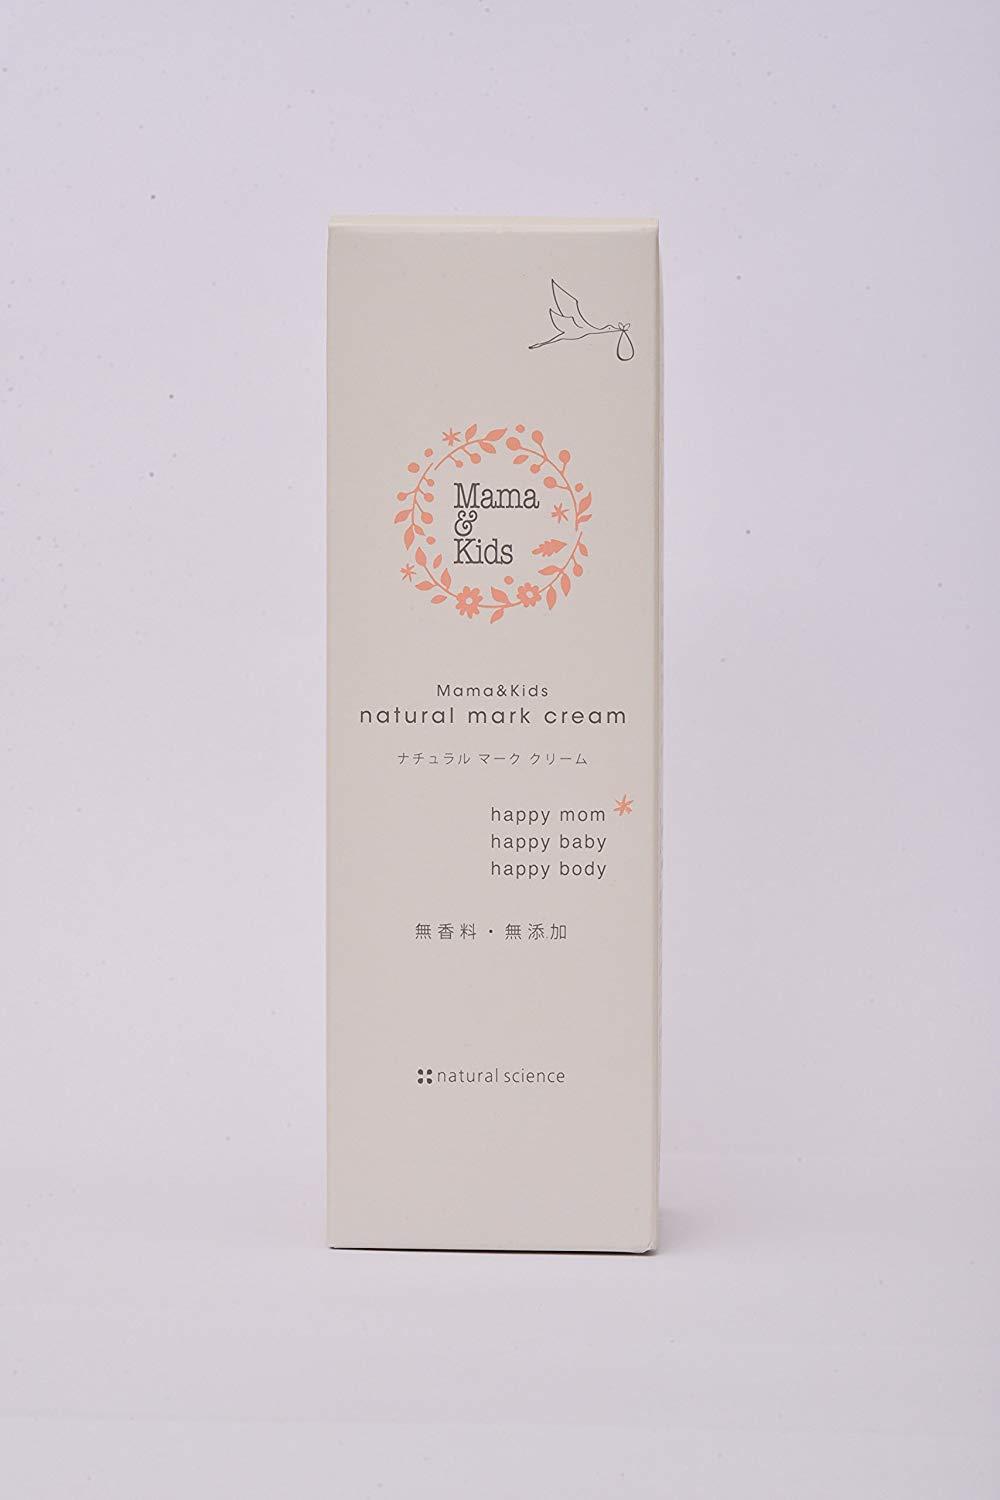 Mama
&
Kids
Mama&Kids
natural mark cream
ナチュラル マーク クリーム
happy mom
happy baby
happy body
無香料・無添加
natural science